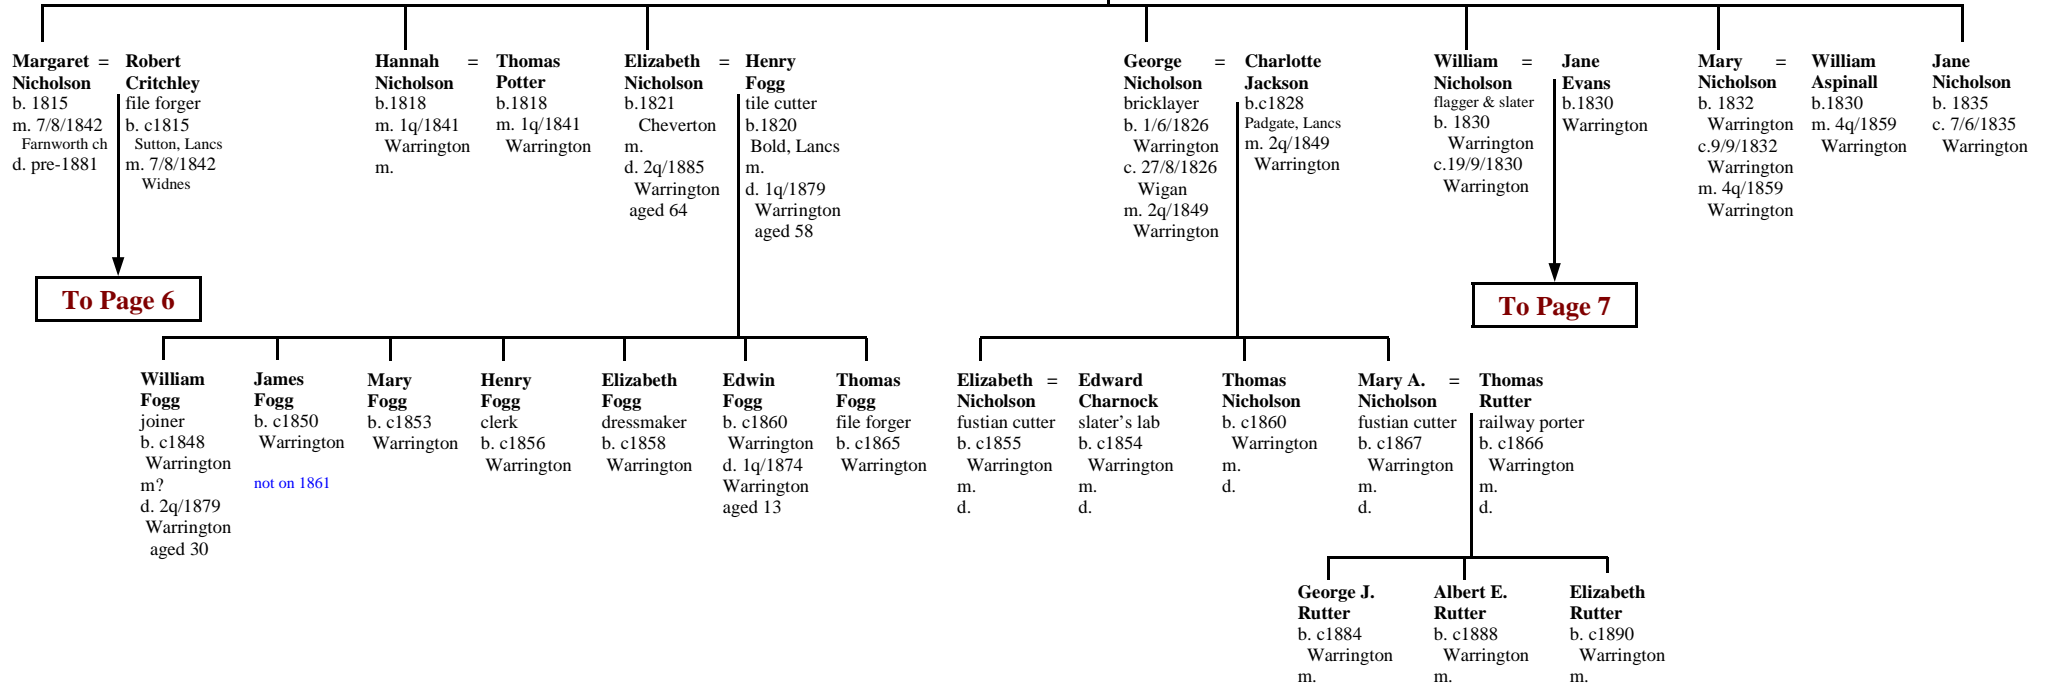 Margaret =
Nicholson
b. 1815
m. 7/8/1842
Farnworth ch
d. pre-1881
Robert
Critchley
file forger
b. c1815
Sutton, Lancs
m. 7/8/1842
Widnes
Hannah =
Nicholson
b.1818
m. 1q/1841
Warrington
m.
Thomas
Potter
b.1818
m. 1q/1841
Warrington
Elizabeth =
Nicholson
b.1821
Cheverton
m.
d. 2q/1885
Warrington
aged 64
Henry
Fogg
tile cutter
b.1820
Bold, Lancs
m.
d. 1q/1879
Warrington
aged 58
George =
Nicholson
bricklayer
b. 1/6/1826
Warrington
c. 27/8/1826
Wigan
m. 2q/1849
Warrington
Charlotte
Jackson
b.c1828
Padgate, Lancs
m. 2q/1849
Warrington
William =
Nicholson
flagger & slater
b. 1830
Warrington
c.19/9/1830
Warrington
Jane
Evans
b.1830
Warrington
Mary =
Nicholson
b. 1832
Warrington
c.9/9/1832
Warrington
m. 4q/1859
Warrington
William
Aspinall
b.1830
m. 4q/1859
Warrington
Jane
Nicholson
b. 1835
c. 7/6/1835
Warrington
To Page 6
To Page 7
William
Fogg
joiner
b. c1848
Warrington
m?
d. 2q/1879
Warrington
aged 30
James
Fogg
b. c1850
Warrington
not on 1861
Mary
Fogg
b. c1853
Warrington
Henry
Fogg
clerk
b. c1856
Warrington
Elizabeth
Fogg
dressmaker
b. c1858
Warrington
Edwin
Fogg
b. c1860
Warrington
d. 1q/1874
Warrington
aged 13
Thomas
Fogg
file forger
b. c1865
Warrington
Elizabeth =
Nicholson
fustian cutter
b. c1855
Warrington
m.
d.
Edward
Charnock
slater's lab
b. c1854
Warrington
m.
d.
Thomas
Nicholson
b. c1860
Warrington
m.
d.
Mary A. =
Nicholson
fustian cutter
b. c1867
Warrington
m.
d.
Thomas
Rutter
railway porter
b. c1866
Warrington
m.
d.
George J.
Rutter
b. c1884
Warrington
m.
Albert E.
Rutter
b. c1888
Warrington
m.
Elizabeth
Rutter
b. c1890
Warrington
m.